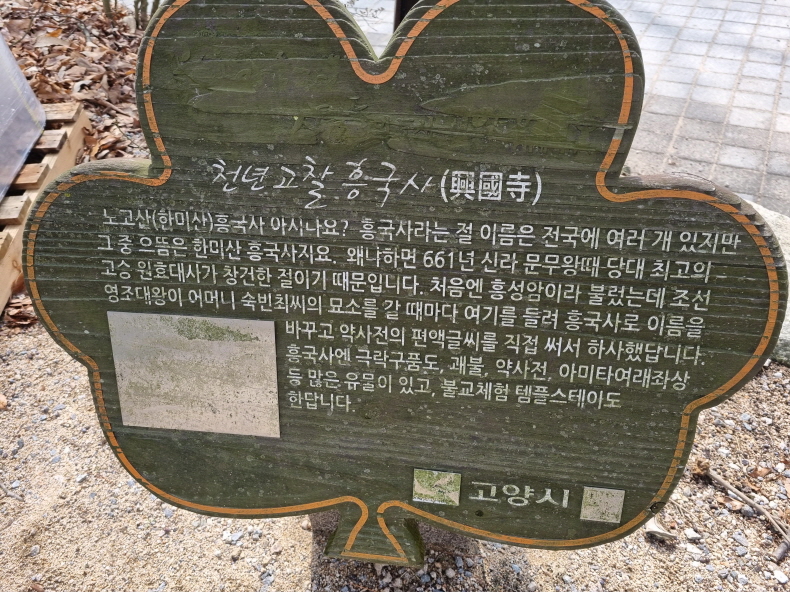 천년고찰 흥국사(興國寺)
노고산(한미산)흥국사 아시나요? 흥국사라는 절 이름은 전국에 여러 개 있지만
그 중 으뜸은 한미산 흥국사지요. 왜냐하면 661년 신라 문무왕때 당대 최고의
고승 원효대사가 창건한 절이기 때문입니다. 처음엔 흥성암이라 불렀는데 조선
영조대왕이 어머니 숙빈최씨의 묘소를 갈 때마다 여기를 들려 흥국사로 이름을
바꾸고 약사전의 편액글씨를 직접 써서 하사했답니다.
흥국사엔 극락구품도, 괘불, 약사전, 아미타여래좌상
등 많은 유물이 있고, 불교체험 템플스테이도
한답니다.
고양시